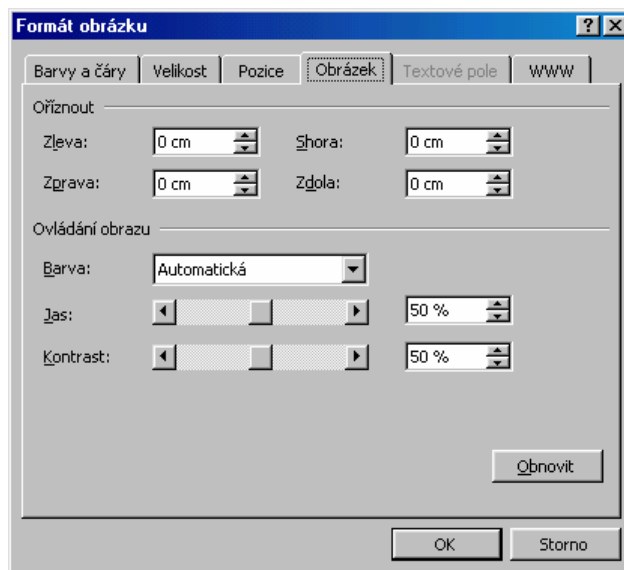 Formát obrázku
Barvy a čáry Velikost Pozice Obrázek Textové pole WWW
Oříznout
Zleva: 0 cm Shora: 0 cm
Zprava: 0 cm Zdola: 0 cm
Ovládání obrazu
Barva: Automatická
Jas: 50 %
Kontrast: 50 %
Obnovit
OK Storno